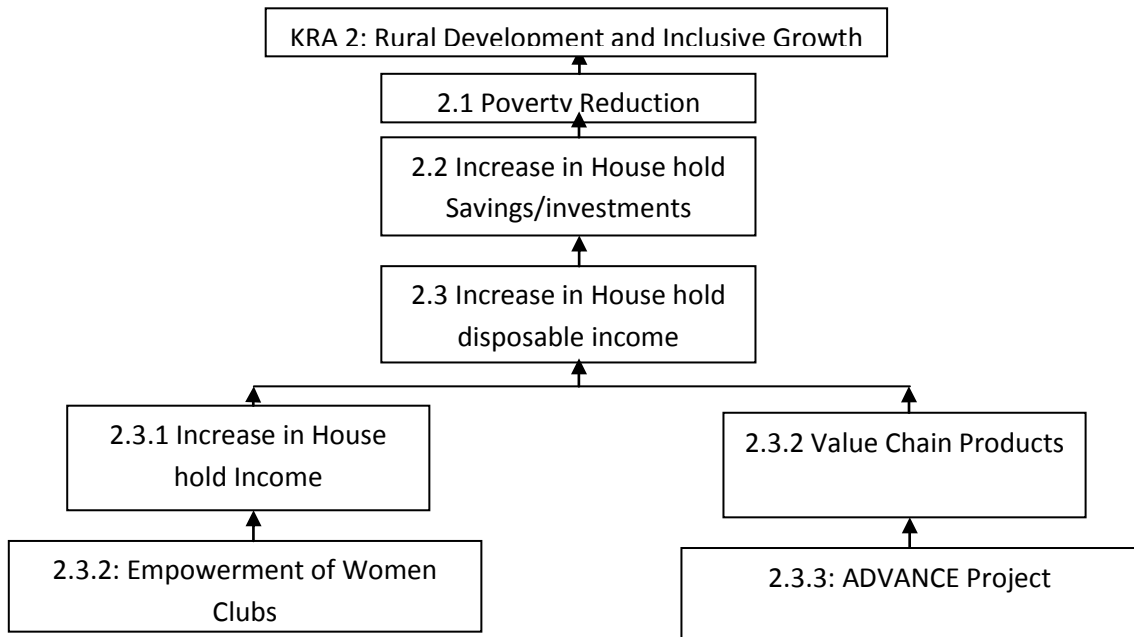 KRA 2: Rural Development and Inclusive Growth
2.1 Poverty Reduction
2.2 Increase in House hold
Savings/investments
2.3 Increase in House hold
disposable income
2.3.1 Increase in House
hold Income
2.3.2 Value Chain Products
2.3.2: Empowerment of Women
Clubs
2.3.3: ADVANCE Project